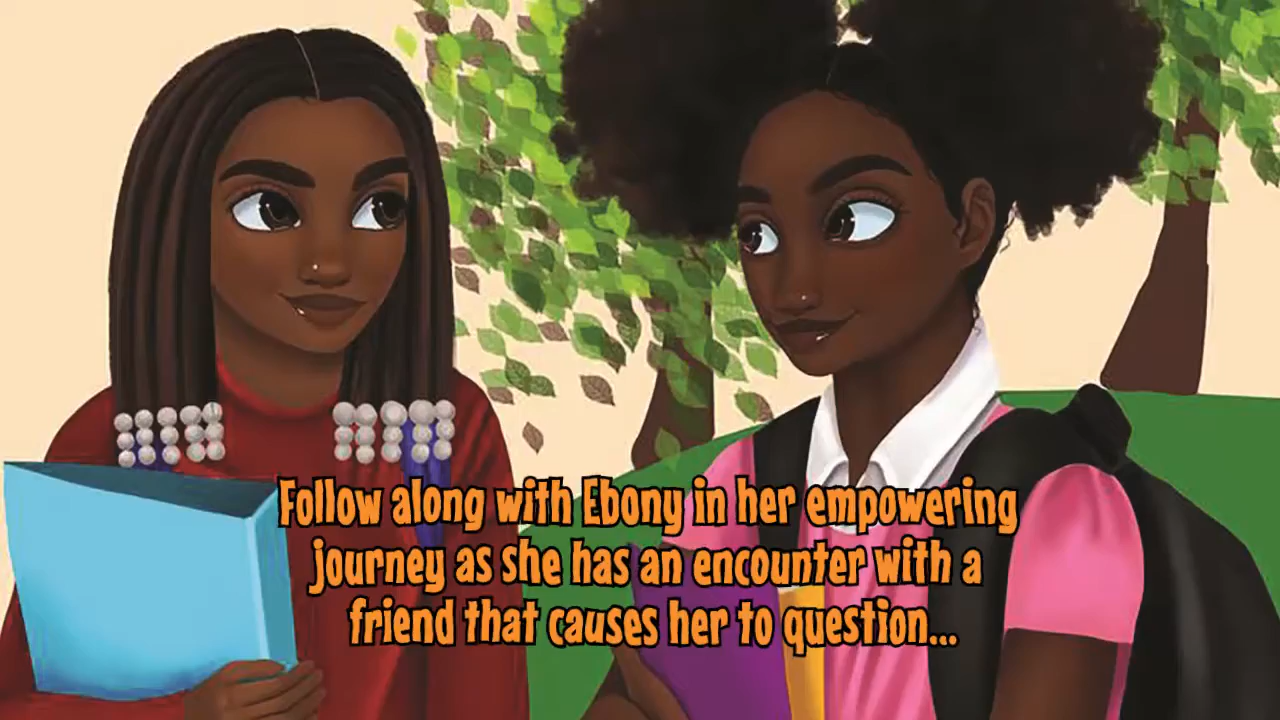 Follow along with Ebony in her empowering
journey as she has an encounter with a
friend that causes her to question...